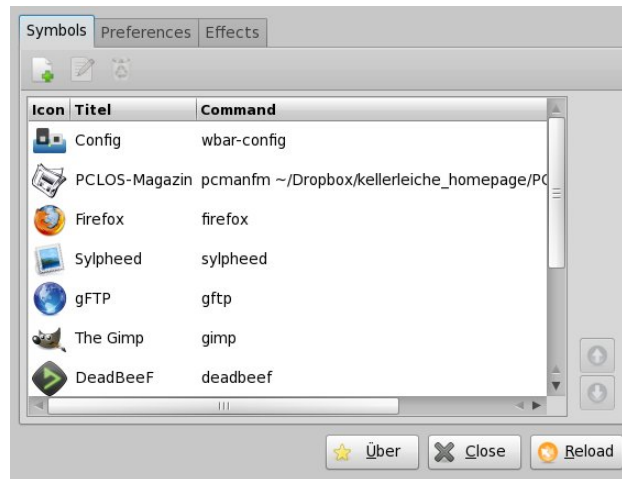 Symbols Preferences Effects
Icon Titel Command
Config wbar-config
PCLOS-Magazin pcmanfm ~/Dropbox/kellerleiche_homepage/PC
Firefox firefox
Sylpheed sylpheed
gFTP gftp
The Gimp gimp
DeaDBeeF deadbeef
Über Close Reload